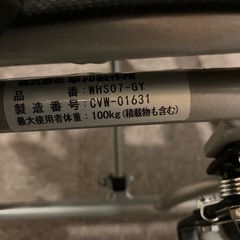 品　　番：WHS07-GY
製造番号：CVW-01631
最大使用者体重：100kg(積載物も含む)